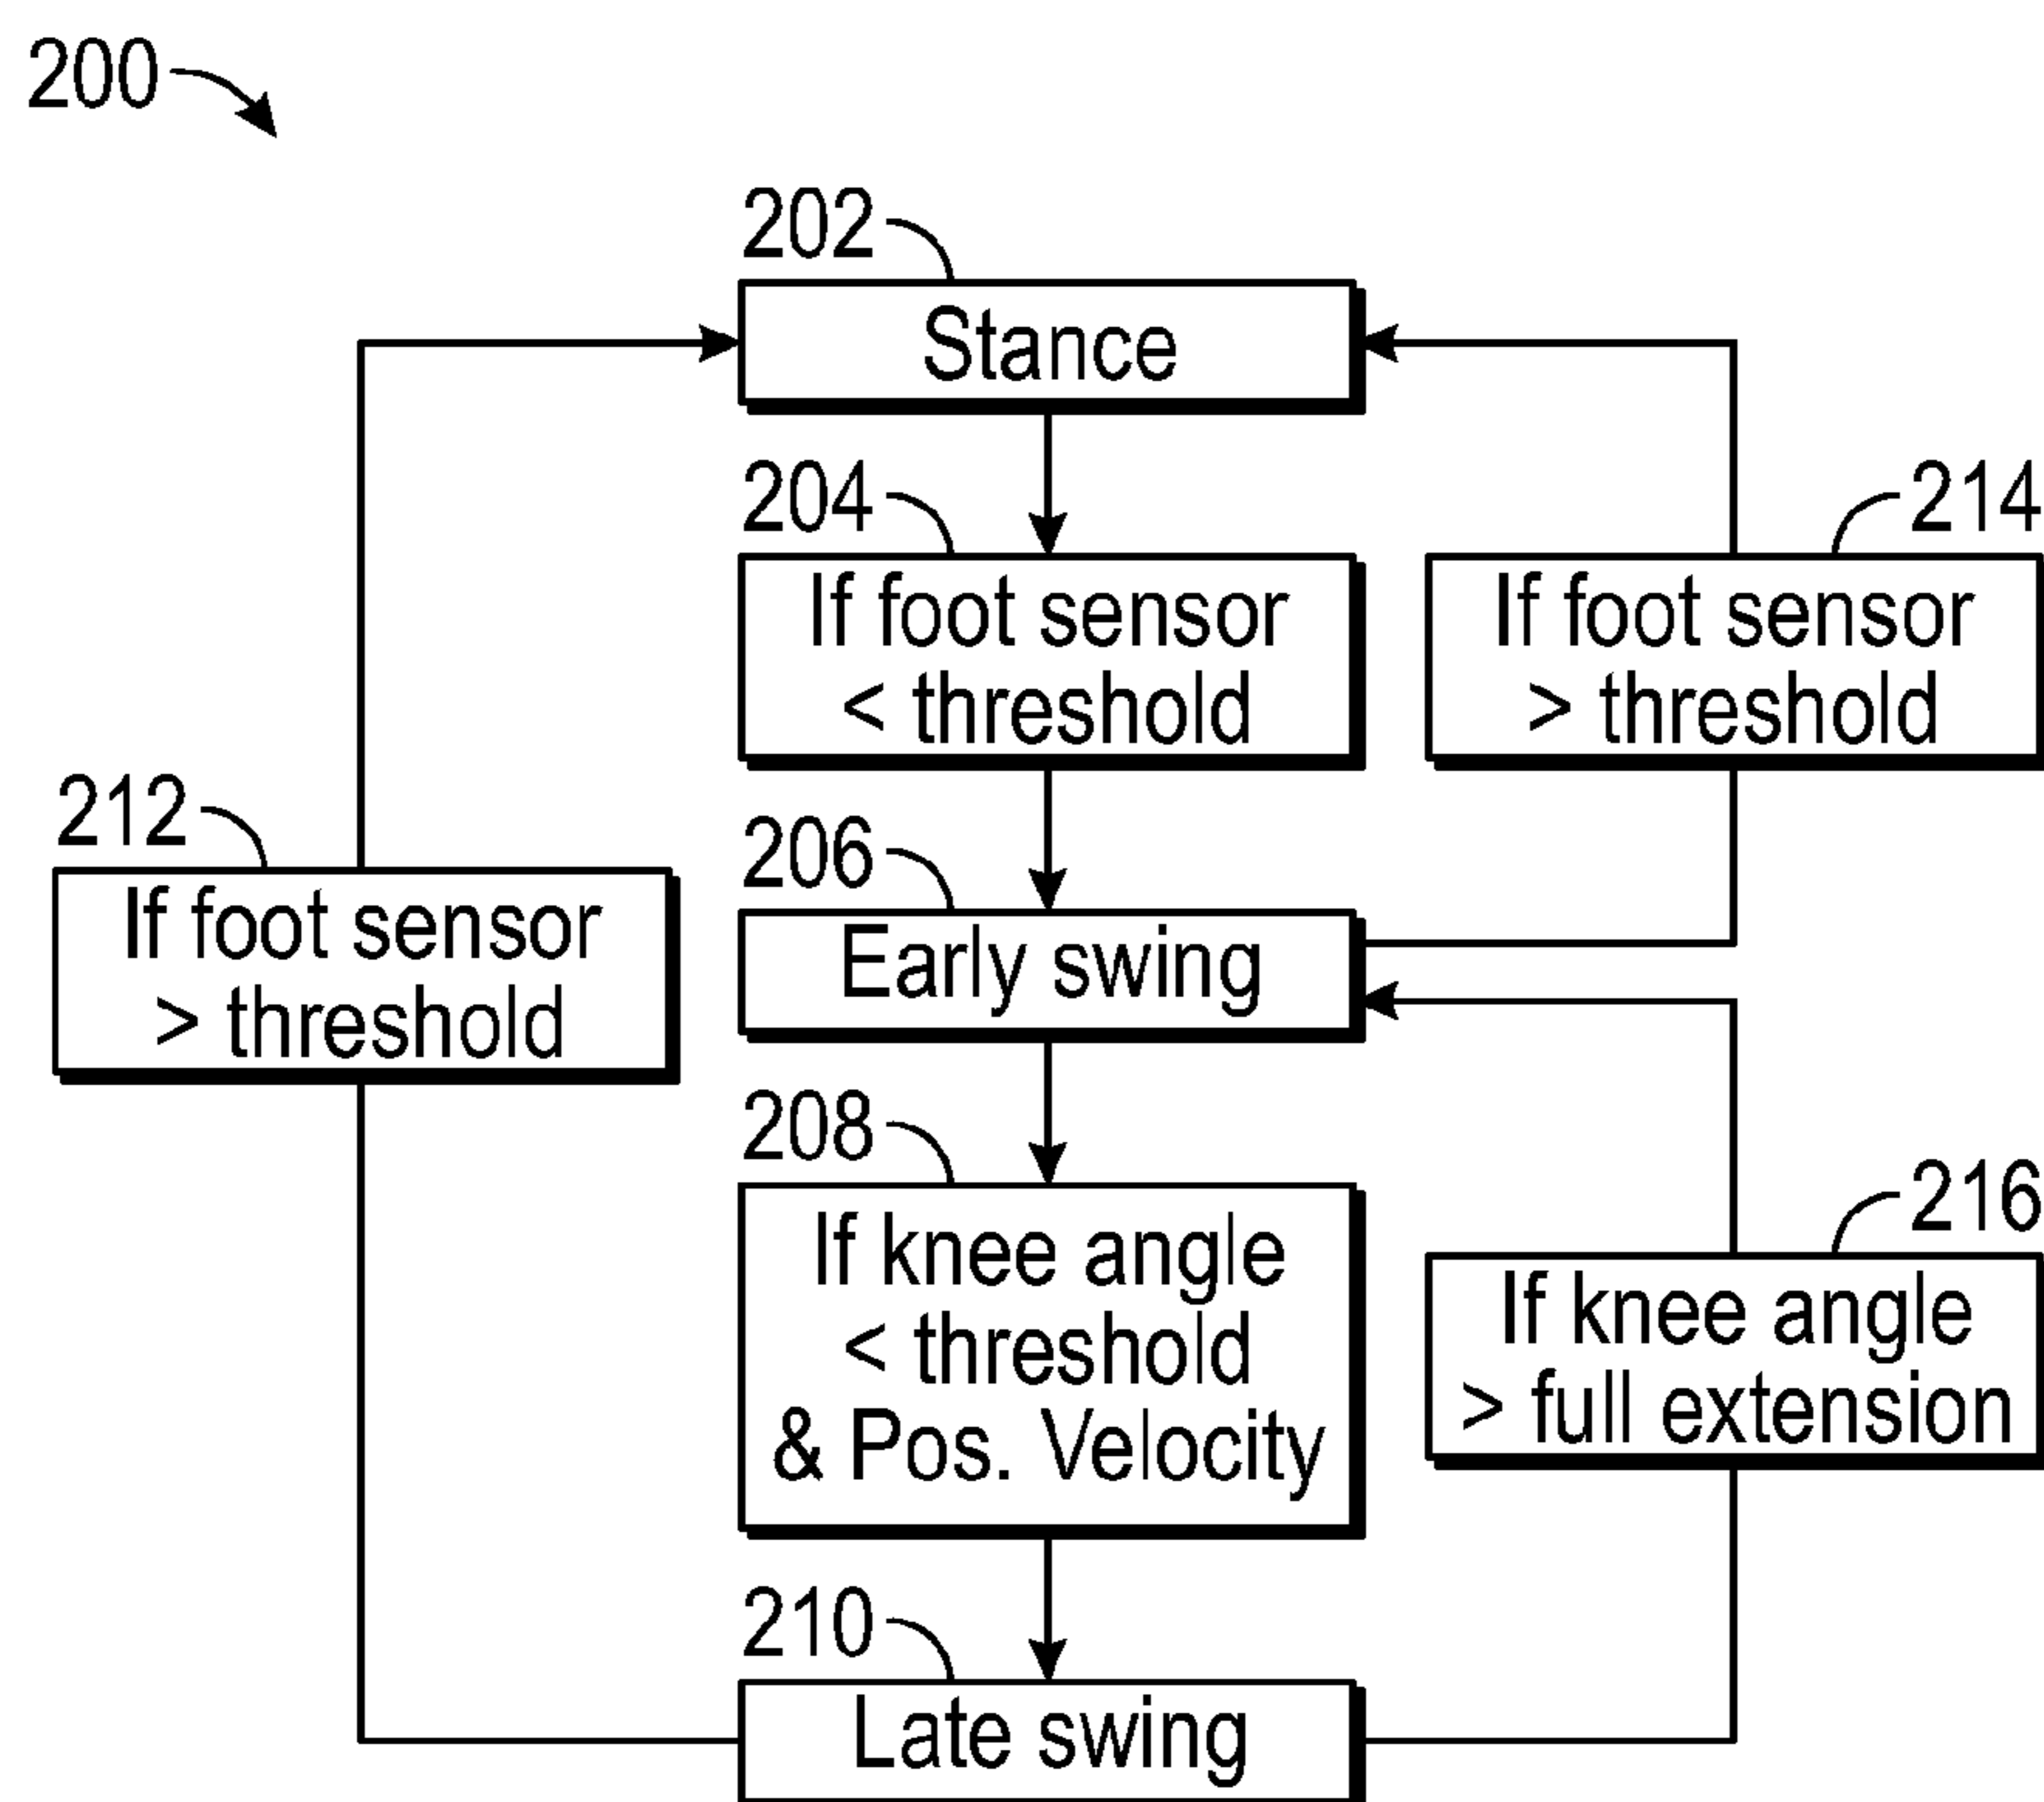 200
202
Stance
204
If foot sensor
< threshold
214
If foot sensor
> threshold
212
If foot sensor
> threshold
206
Early swing
208
If knee angle
< threshold
& Pos. Velocity
216
If knee angle
> full extension
210
Late swing